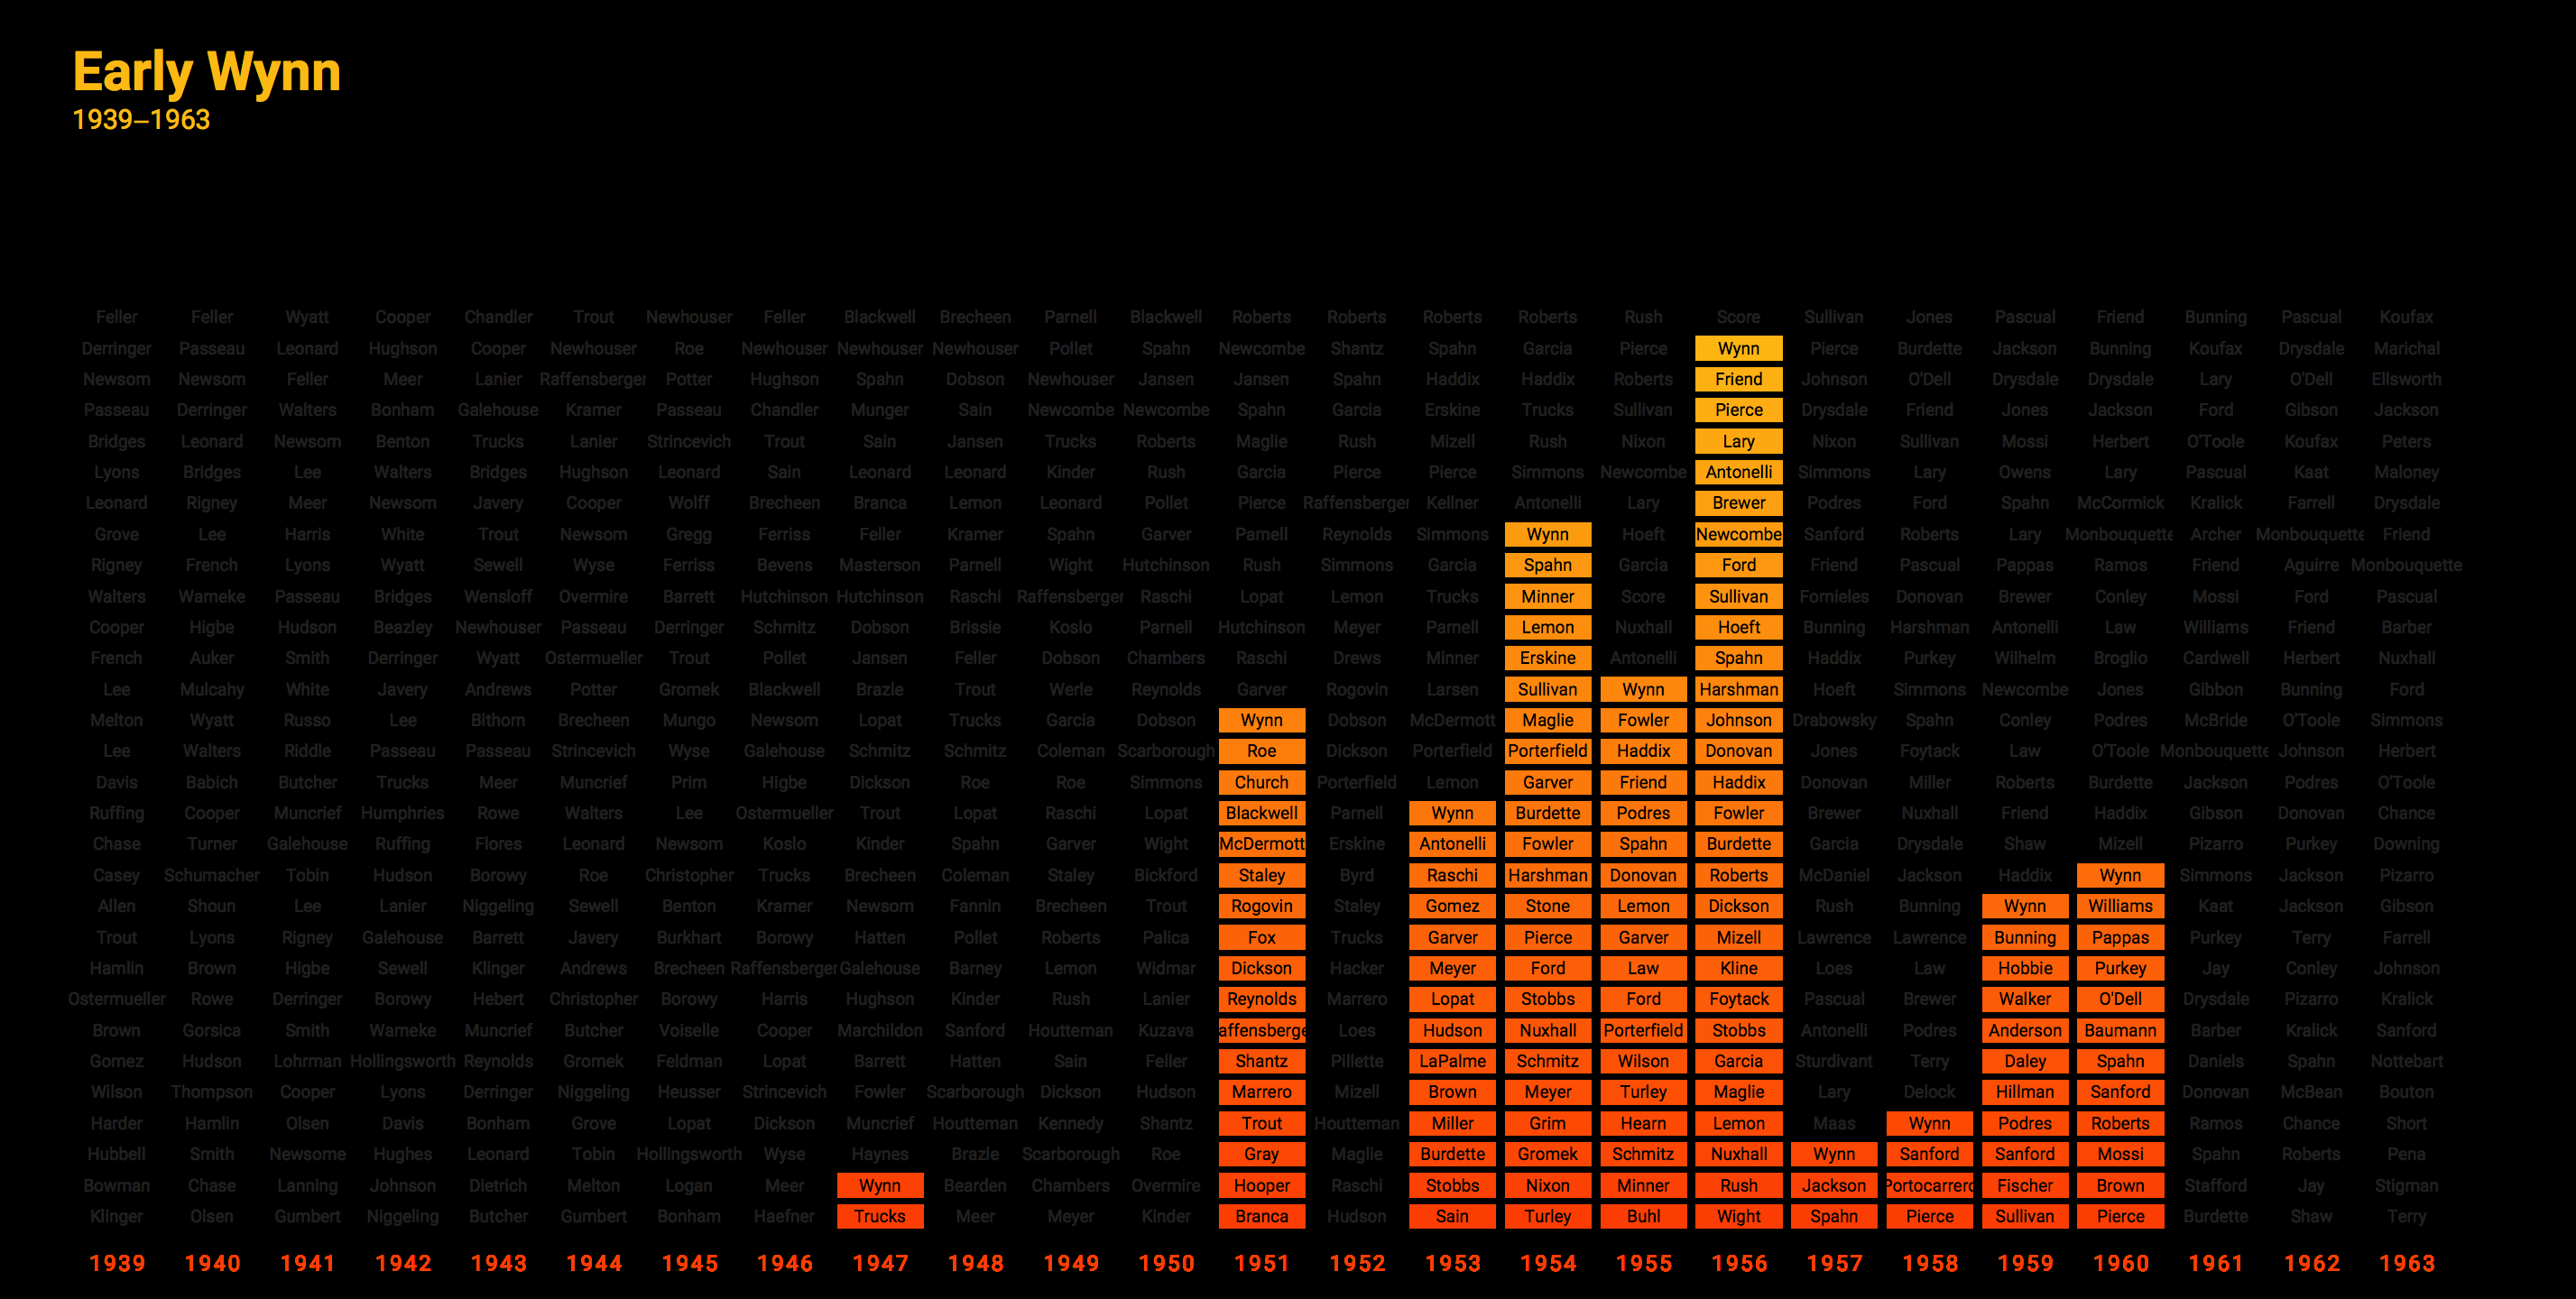 Early Wynn
1939–1963
Feller Feller Wyatt Cooper Chandler Trout Newhouser Feller Blackwell Brecheen Parnell Blackwell Roberts Roberts Roberts Roberts Rush Score Sullivan Jones Pascual Friend Bunning Pascual Koufax
Derringer Passeau Leonard Hughson Cooper Newhouser Roe Newhouser Newhouser Newhouser Pollet Spahn Newcombe Shantz Spahn Garcia Pierce Wynn Pierce Burdette Jackson Bunning Koufax Drysdale Marichal
Newsom Newsom Feller Meer Lanier Raffensberger Potter Hughson Spahn Dobson Newhouser Jansen Jansen Spahn Haddix Haddix Roberts Friend Johnson O'Dell Drysdale Drysdale Lary O'Dell Ellsworth
Passeau Derringer Walters Bonham Galehouse Kramer Passeau Chandler Munger Sain Newcombe Newcombe Spahn Garcia Erskine Trucks Sullivan Pierce Drysdale Friend Jones Jackson Ford Gibson Jackson
Bridges Leonard Newsom Benton Trucks Lanier Strincevich Trout Sain Jansen Trucks Roberts Maglie Rush Mizell Rush Nixon Lary Nixon Sullivan Mossi Herbert O'Toole Koufax Peters
Lyons Bridges Lee Walters Bridges Hughson Leonard Sain Leonard Leonard Kinder Rush Garcia Pierce Pierce Simmons Newcombe Antonelli Simmons Lary Owens Lary Pascual Kaat Maloney
Leonard Rigney Meer Newsom Javery Cooper Wolff Brecheen Branca Lemon Leonard Pollet Pierce Raffensberger Kellner Antonelli Lary Brewer Podres Ford Spahn McCormick Kralick Farrell Drysdale
Grove Lee Harris White Trout Newsom Gregg Ferriss Feller Kramer Spahn Garver Parnell Reynolds Simmons Wynn Hoeft Newcombe Sanford Roberts Lary Monbouquette Archer Monbouquette Friend
Rigney French Lyons Wyatt Sewell Wyse Ferriss Bevens Masterson Parnell Wight Hutchinson Rush Simmons Garcia Spahn Garcia Ford Friend Pascual Pappas Ramos Friend Aguirre Monbouquette
Walters Warneke Passeau Bridges Wensloff Overmire Barrett Hutchinson Hutchinson Raschi Raffensberger Raschi Lopat Lemon Trucks Minner Score Sullivan Fornieles Donovan Brewer Conley Mossi Ford Pascual
Cooper Higbe Hudson Beazley Newhouser Passeau Derringer Schmitz Dobson Brissie Koslo Parnell Hutchinson Meyer Parnell Lemon Nuxhall Hoeft Bunning Harshman Antonelli Law Williams Friend Barber
French Auker Smith Derringer Wyatt Ostermueller Trout Pollet Jansen Feller Dobson Chambers Raschi Drews Minner Erskine Antonelli Spahn Haddix Purkey Wilhelm Broglio Cardwell Herbert Nuxhall
Lee Mulcahy White Javery Andrews Potter Gromek Blackwell Brazle Trout Werle Reynolds Garver Rogovin Larsen Sullivan Wynn Harshman Hoeft Simmons Newcombe Jones Gibbon Bunning Ford
Melton Wyatt Russo Lee Bithorn Brecheen Mungo Newsom Lopat Trucks Garcia Dobson Wynn Dobson McDermott Maglie Fowler Johnson Drabowsky Spahn Conley Podres McBride O'Toole Simmons
Lee Walters Riddle Passeau Passeau Strincevich Wyse Galehouse Schmitz Schmitz Coleman Scarborough Roe Dickson Porterfield Porterfield Haddix Donovan Jones Foytack Law O'Toole Monbouquette Johnson Herbert
Davis Babich Butcher Trucks Meer Muncrief Prim Higbe Dickson Roe Roe Simmons Church Porterfield Lemon Garver Friend Haddix Donovan Miller Roberts Burdette Jackson Podres O'Toole
Ruffing Cooper Muncrief Humphries Rowe Walters Lee Ostermueller Trout Lopat Raschi Lopat Blackwell Parnell Wynn Burdette Podres Fowler Brewer Nuxhall Friend Haddix Gibson Donovan Chance
Chase Turner Galehouse Ruffing Flores Leonard Newsom Koslo Kinder Spahn Garver Wight McDermott Erskine Antonelli Fowler Spahn Burdette Garcia Drysdale Shaw Mizell Pizarro Purkey Downing
Casey Schumacher Tobin Hudson Borowy Roe Christopher Trucks Brecheen Coleman Staley Bickford Staley Byrd Raschi Harshman Donovan Roberts McDaniel Jackson Haddix Wynn Simmons Jackson Pizarro
Allen Shoun Lee Lanier Niggeling Sewell Benton Kramer Newsom Fannin Brecheen Trout Rogovin Staley Gomez Stone Lemon Dickson Rush Bunning Wynn Williams Kaat Jackson Gibson
Trout Lyons Rigney Galehouse Barrett Javery Burkhart Borowy Hatten Pollet Roberts Palica Fox Trucks Garver Pierce Garver Mizell Lawrence Lawrence Bunning Pappas Purkey Terry Farrell
Hamlin Brown Higbe Sewell Klinger Andrews Brecheen Raffensberger Galehouse Barney Lemon Widmar Dickson Hacker Meyer Ford Law Kline Loes Law Hobbie Purkey Jay Conley Johnson
Ostermueller Rowe Derringer Borowy Hebert Christopher Borowy Harris Hughson Kinder Rush Lanier Reynolds Marrero Lopat Stobbs Ford Foytack Pascual Brewer Walker O'Dell Drysdale Pizarro Kralick
Brown Gorsica Smith Warneke Muncrief Butcher Voiselle Cooper Marchildon Sanford Houtteman Kuzava affensberge Loes Hudson Nuxhall Porterfield Stobbs Antonelli Podres Anderson Baumann Barber Kralick Sanford
Gomez Hudson Lohrman Hollingsworth Reynolds Gromek Feldman Lopat Barrett Hatten Sain Feller Shantz Pillette LaPalme Schmitz Wilson Garcia Sturdivant Terry Daley Spahn Daniels Spahn Nottebart
Wilson Thompson Cooper Lyons Derringer Niggeling Heusser Strincevich Fowler Scarborough Dickson Hudson Marrero Mizell Brown Meyer Turley Maglie Lary Delock Hillman Sanford Donovan McBean Bouton
Harder Hamlin Olsen Davis Bonham Grove Lopat Dickson Muncrief Houtteman Kennedy Shantz Trout Houtteman Miller Grim Hearn Lemon Maas Wynn Podres Roberts Ramos Chance Short
Hubbell Smith Newsome Hughes Leonard Tobin Hollingsworth Wyse Haynes Brazle Scarborough Roe Gray Maglie Burdette Gromek Schmitz Nuxhall Wynn Sanford Sanford Mossi Spahn Roberts Pena
Bowman Chase Lanning Johnson Dietrich Melton Logan Meer Wynn Bearden Chambers Overmire Hooper Raschi Stobbs Nixon Minner Rush Jackson Portocarrero Fischer Brown Stafford Jay Stigman
Klinger Olsen Gumbert Niggeling Butcher Gumbert Bonham Haefner Trucks Meer Meyer Kinder Branca Hudson Sain Turley Buhl Wight Spahn Pierce Sullivan Pierce Burdette Shaw Terry
1939 1940 1941 1942 1943 1944 1945 1946 1947 1948 1949 1950 1951 1952 1953 1954 1955 1956 1957 1958 1959 1960 1961 1962 1963